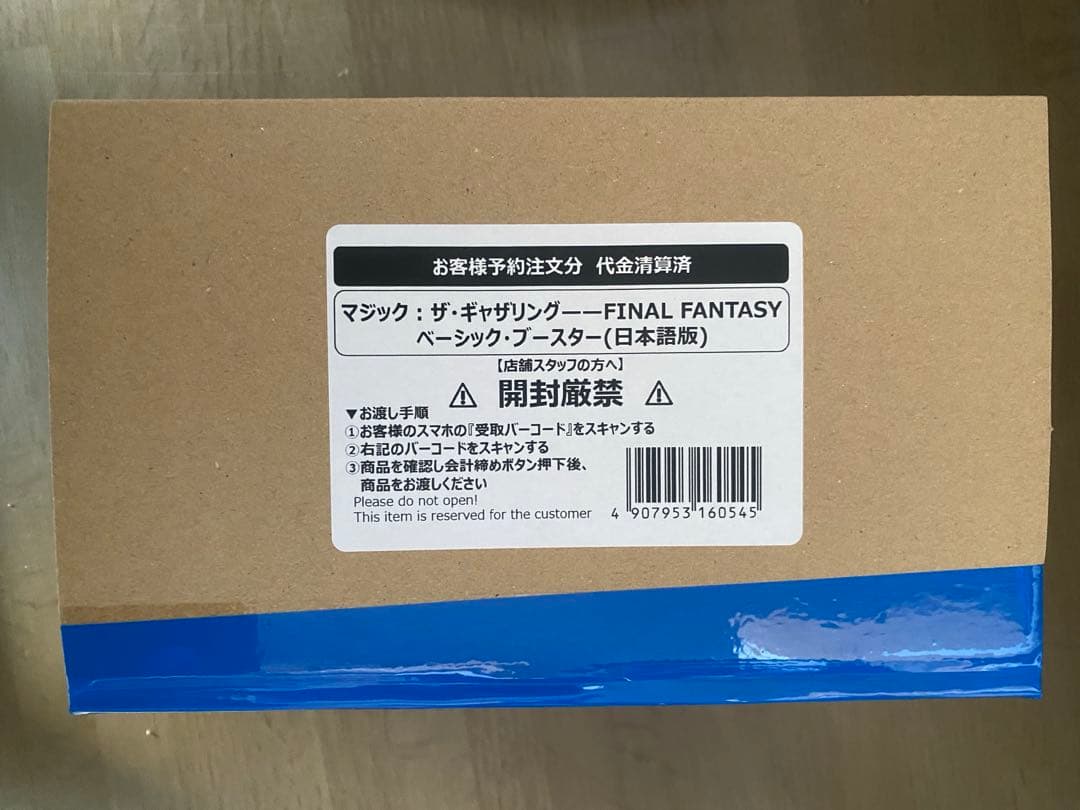 お客様予約注文分 代金清算済
マジック：ザ・ギャザリング——FINAL FANTASY
ベーシック・ブースター(日本語版)
【店舗スタッフの方へ】
⚠ 開封厳禁 ⚠
▼お渡し手順
①お客様のスマホの『受取バーコード』をスキャンする
②右記のバーコードをスキャンする
③商品を確認し会計締めボタン押下後、
商品をお渡しください
Please do not open!
This item is reserved for the customer
4 907953 160545